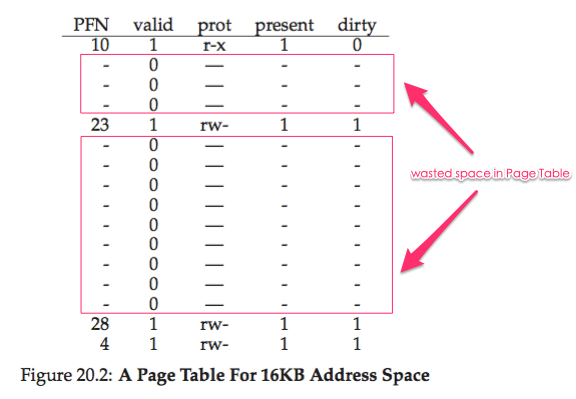 PFN valid prot present dirty
10 1 r-x 1 0
- 0 — - -
- 0 — - -
- 0 — - -
23 1 rw- 1 1
- 0 — - -
- 0 — - -
- 0 — - -
- 0 — - -
- 0 — - -
- 0 — - -
- 0 — - -
- 0 — - -
- 0 — - -
28 1 rw- 1 1
4 1 rw- 1 1
wasted space in Page Table
Figure 20.2: A Page Table For 16KB Address Space